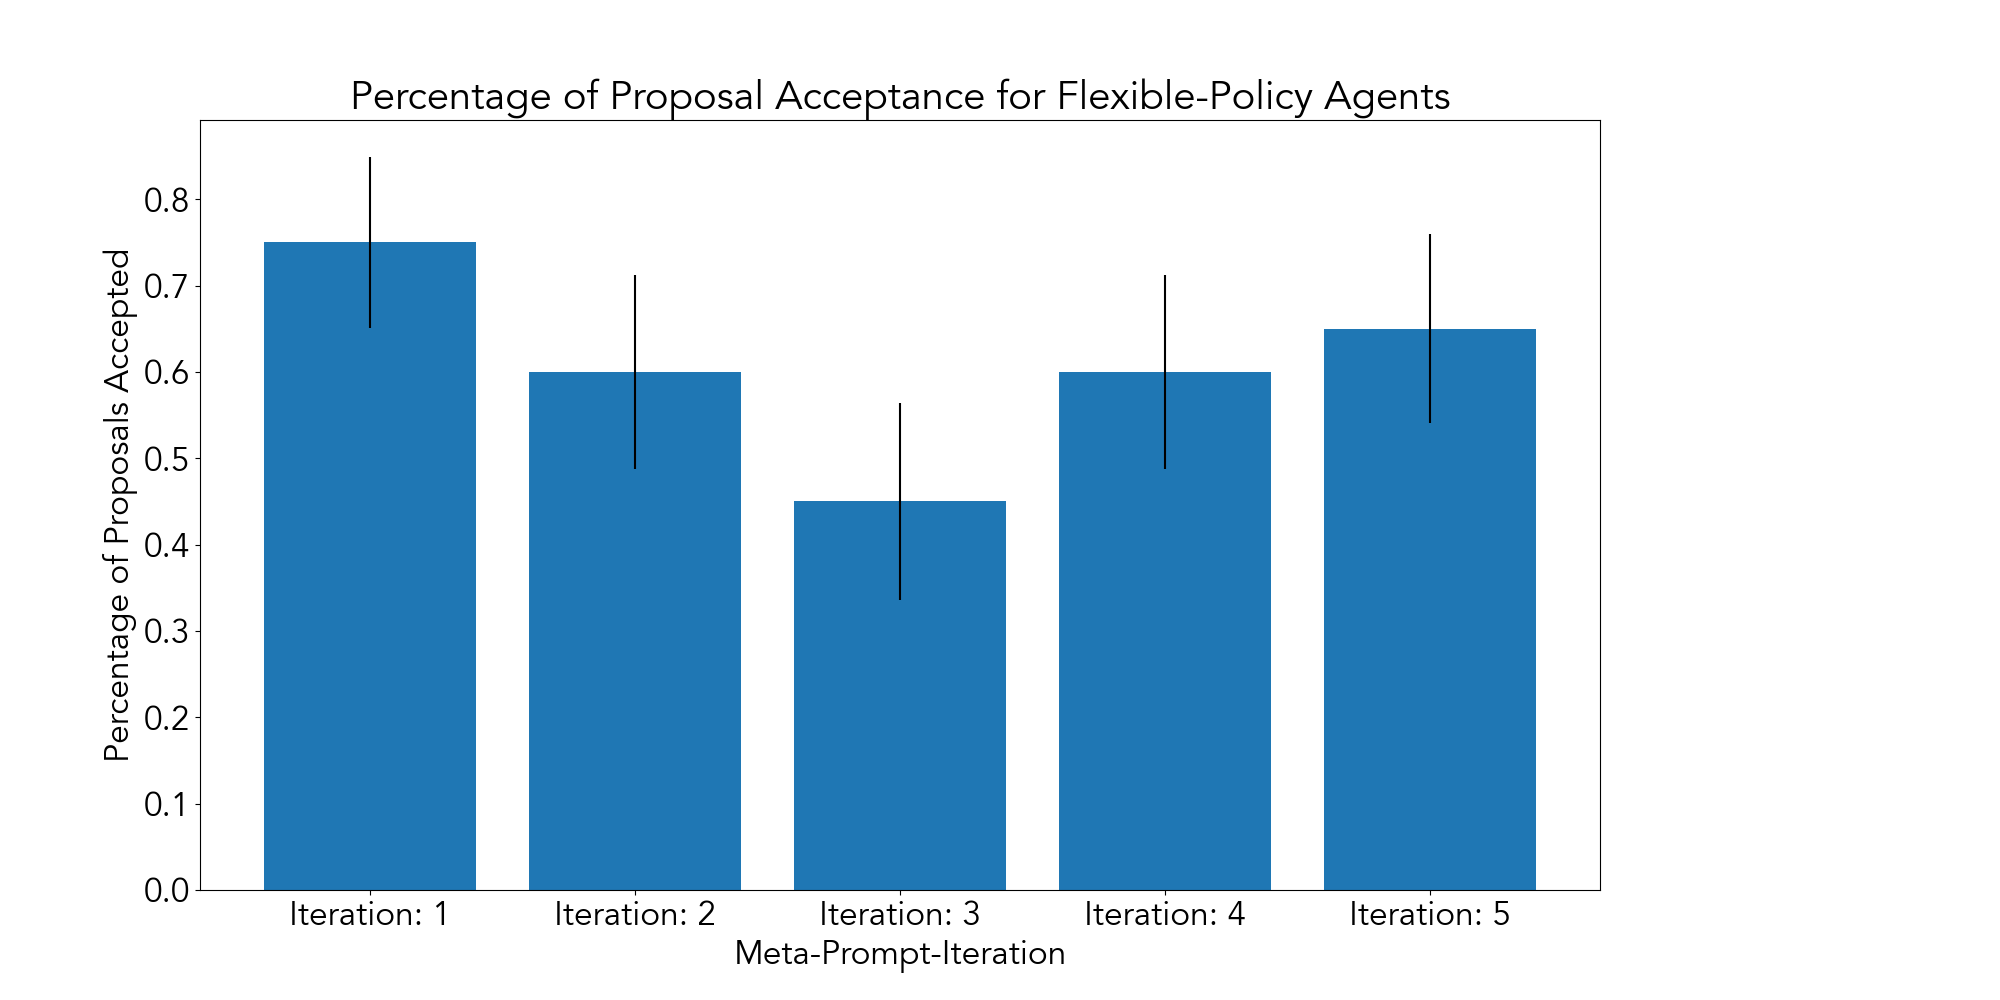 Percentage of Proposal Acceptance for Flexible-Policy Agents
Percentage of Proposals Accepted
0.8
0.7
0.6
0.5
0.4
0.3
0.2
0.1
0.0
Iteration: 1 Iteration: 2 Iteration: 3 Iteration: 4 Iteration: 5
Meta-Prompt-Iteration